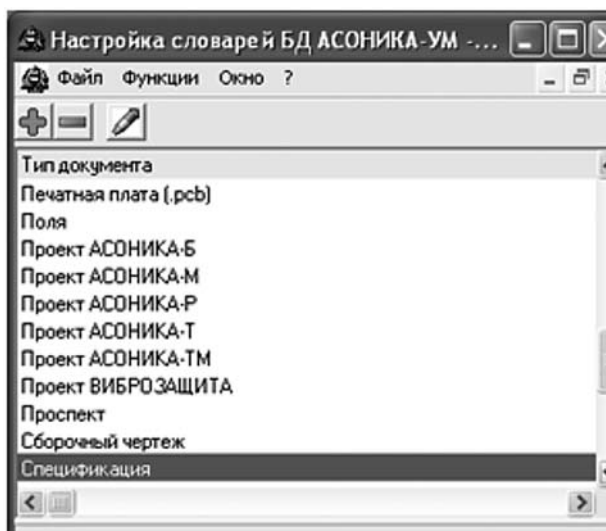 Настройка словарей БД АСОНИКА-УМ -...
Файл Функции Окно ?
Тип документа
Печатная плата (.pcb)
Поля
Проект АСОНИКА-Б
Проект АСОНИКА-М
Проект АСОНИКА-Р
Проект АСОНИКА-Т
Проект АСОНИКА-ТМ
Проект ВИБРОЗАЩИТА
Проспект
Сборочный чертеж
Спецификация